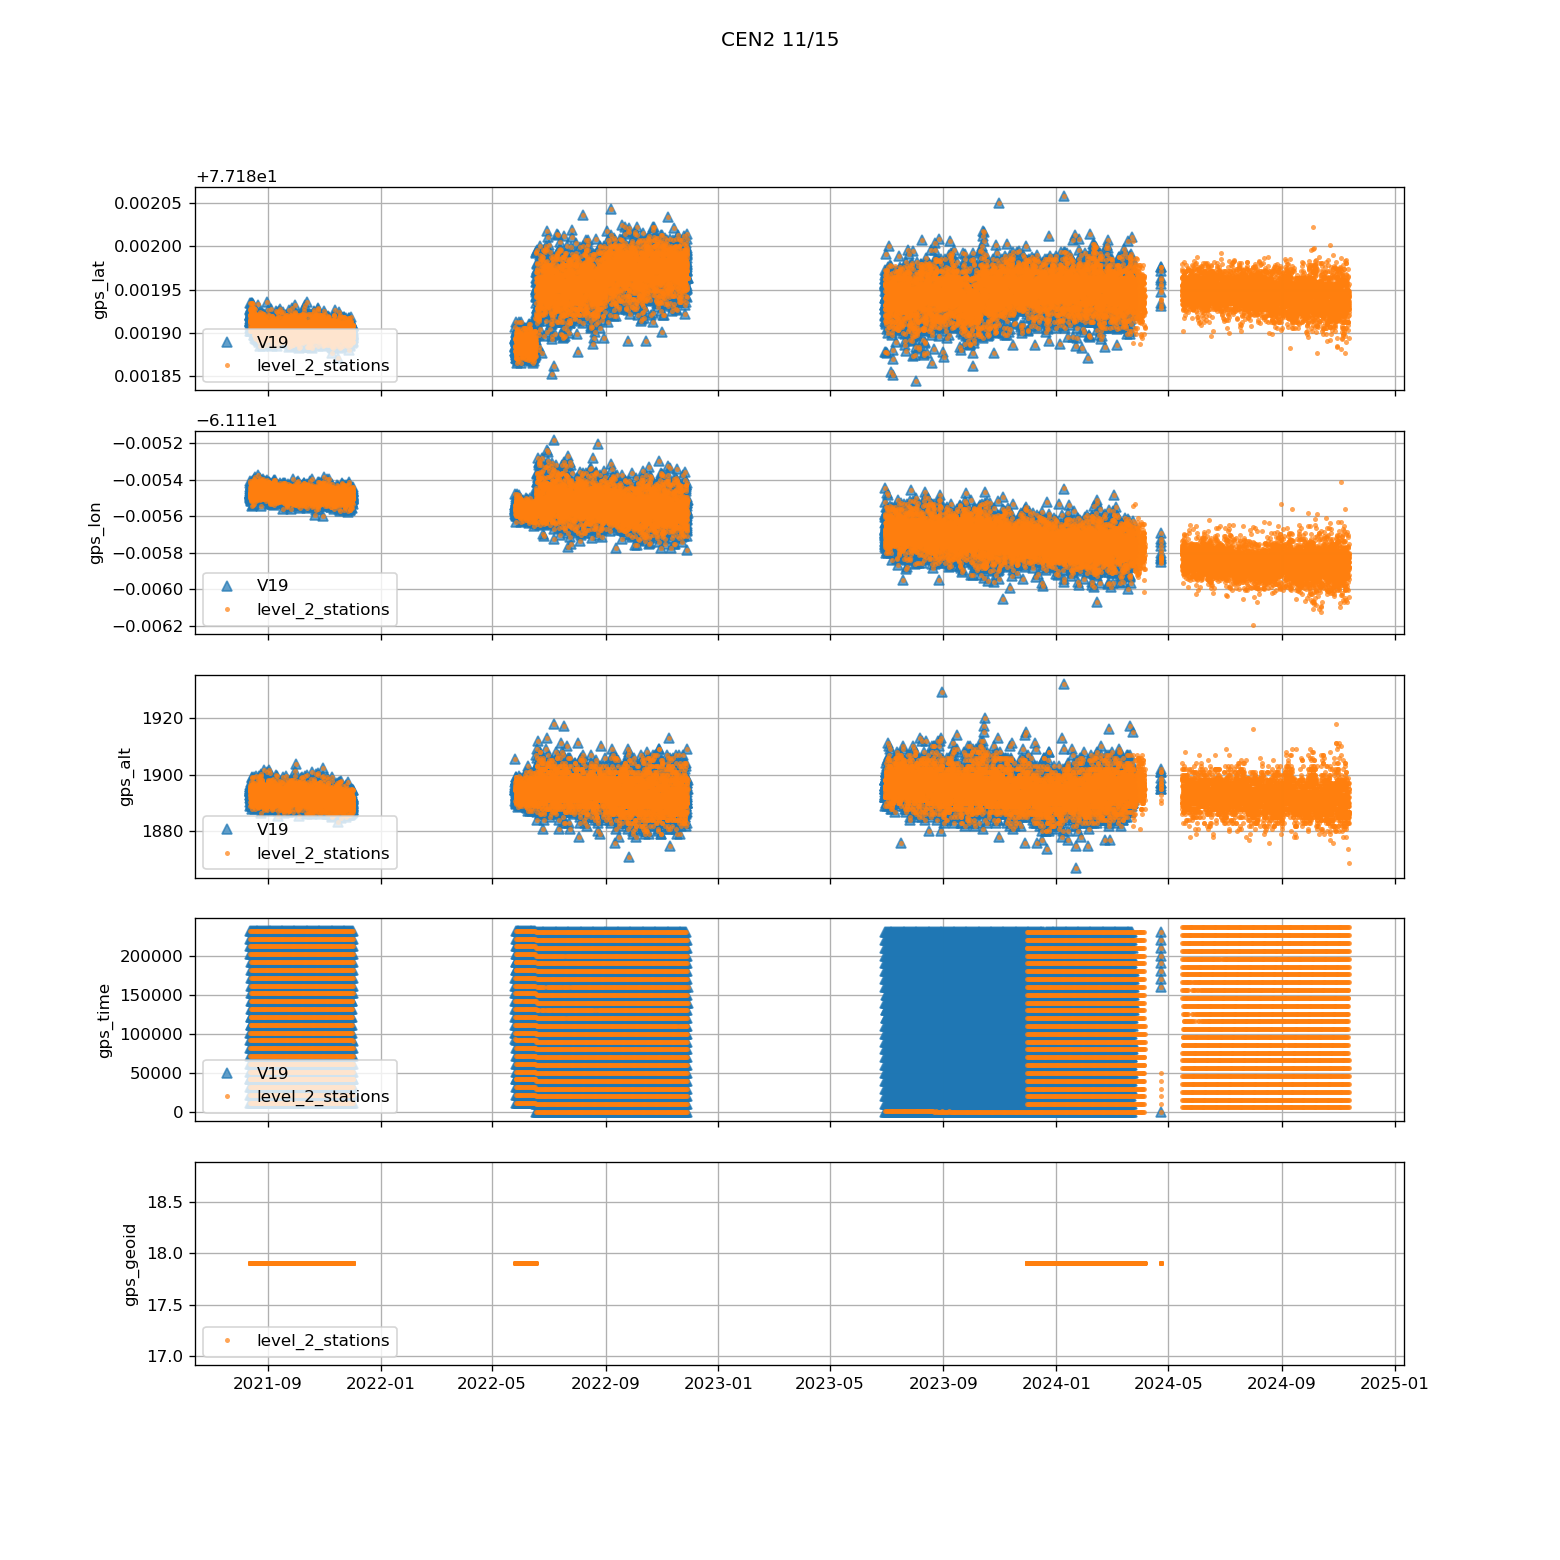 CEN2 11/15
+7.718e1
0.00205
0.00200
0.00195
0.00190
0.00185
gps_lat
V19
level_2_stations
−6.111e1
−0.0052
−0.0054
−0.0056
−0.0058
−0.0060
−0.0062
gps_lon
V19
level_2_stations
1920
1900
1880
gps_alt
V19
level_2_stations
200000
150000
100000
50000
0
gps_time
V19
level_2_stations
18.5
18.0
17.5
17.0
gps_geoid
level_2_stations
2021-09 2022-01 2022-05 2022-09 2023-01 2023-05 2023-09 2024-01 2024-05 2024-09 2025-01